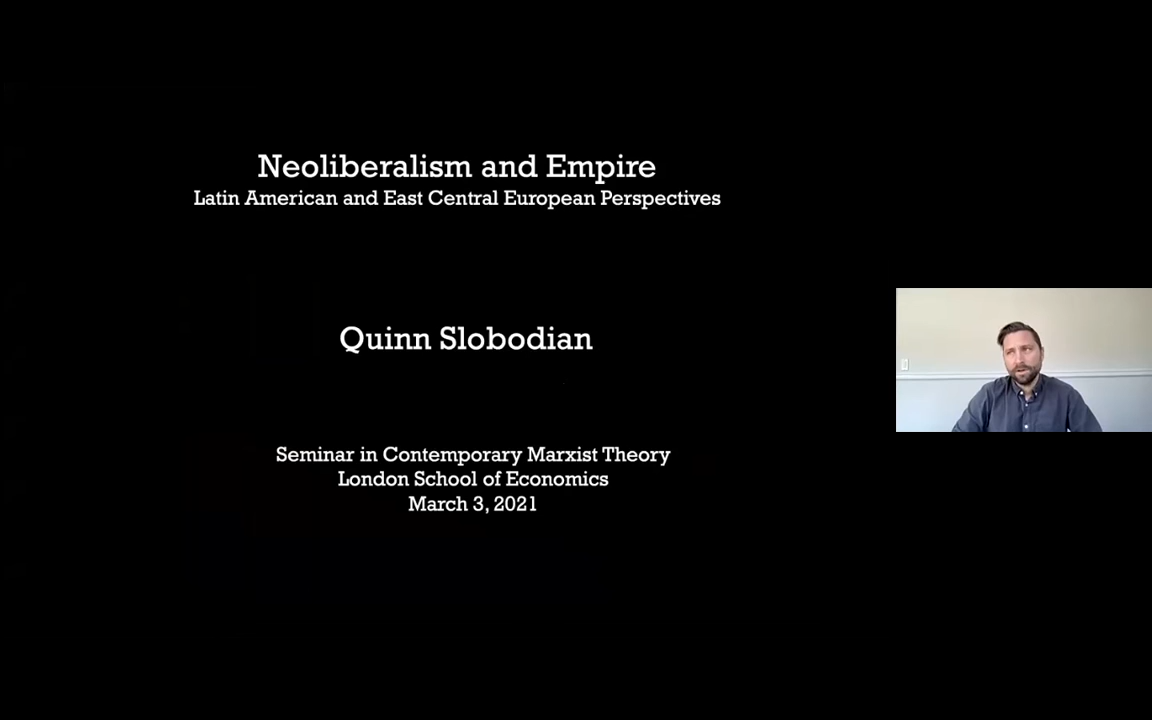 Neoliberalism and Empire
Latin American and East Central European Perspectives
Quinn Slobodian
Seminar in Contemporary Marxist Theory
London School of Economics
March 3, 2021